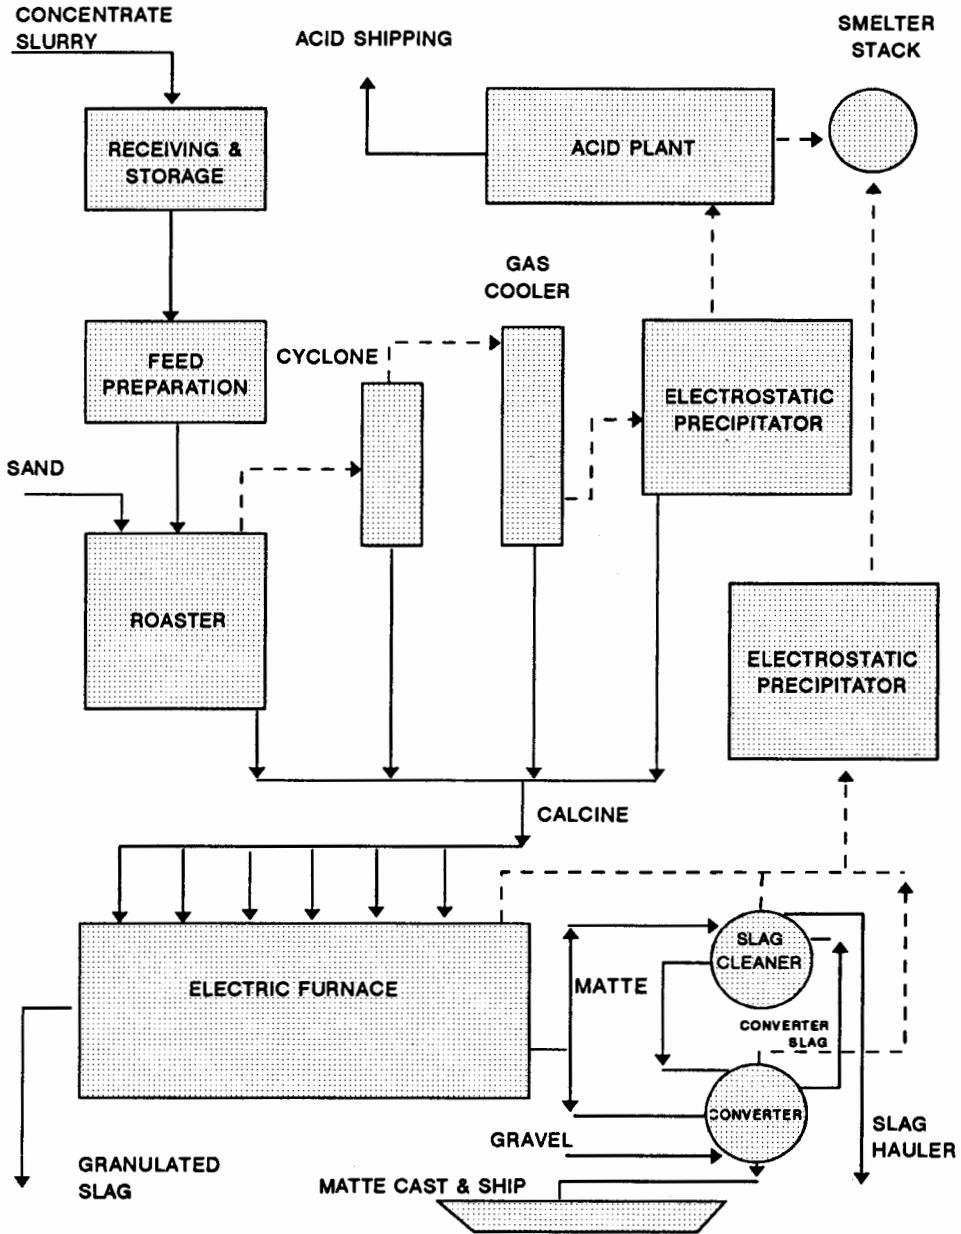 CONCENTRATE
SLURRY
ACID SHIPPING
SMELTER
STACK
RECEIVING &
STORAGE
ACID PLANT
GAS
COOLER
FEED
PREPARATION
CYCLONE
ELECTROSTATIC
PRECIPITATOR
SAND
ROASTER
ELECTROSTATIC
PRECIPITATOR
CALCINE
ELECTRIC FURNACE
MATTE
SLAG
CLEANER
CONVERTER
SLAG
CONVERTER
GRAVEL
SLAG
HAULER
GRANULATED
SLAG
MATTE CAST & SHIP